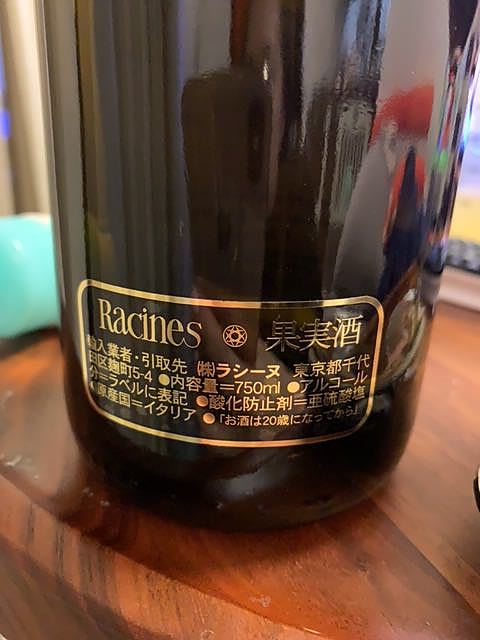 Racines 果実酒
輸入業者・引取先 (株)ラシーヌ 東京都千代
田区麹町5-4 ●内容量=750ml ●アルコール
分=ラベルに表記 ●酸化防止剤=亜硫酸塩
●原産国=イタリア ●「お酒は20歳になってから」